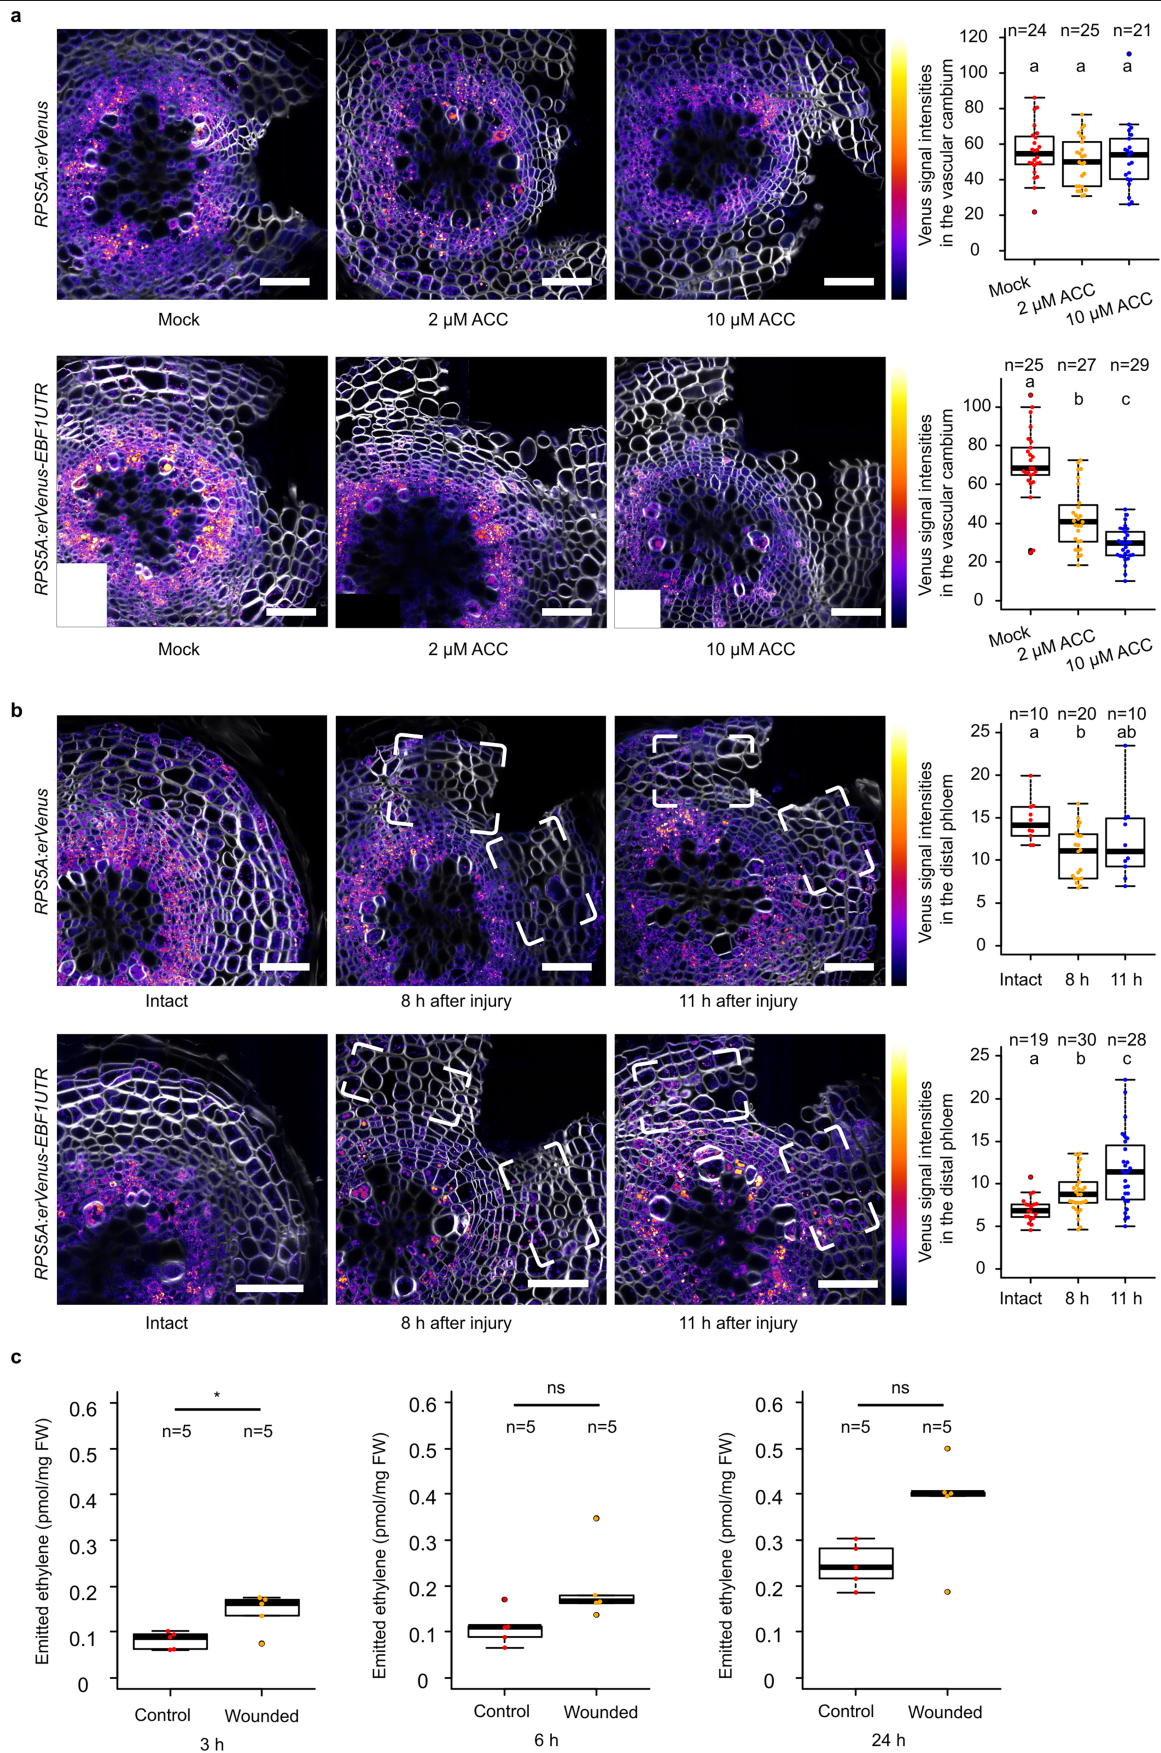 a
RPS5A:erVenus
Mock
2 µM ACC
10 µM ACC
Venus signal intensities
in the vascular cambium
120
100
80
60
40
20
0
n=24 n=25 n=21
a a a
Mock
2 µM ACC
10 µM ACC
RPS5A:erVenus-EBF1UTR
Mock
2 µM ACC
10 µM ACC
Venus signal intensities
in the vascular cambium
100
80
60
40
20
0
n=25 n=27 n=29
a b c
Mock
2 µM ACC
10 µM ACC
b
RPS5A:erVenus
Intact
8 h after injury
11 h after injury
Venus signal intensities
in the distal phloem
25
20
15
10
5
0
n=10 n=20 n=10
a b ab
Intact 8 h 11 h
RPS5A:erVenus-EBF1UTR
Intact
8 h after injury
11 h after injury
Venus signal intensities
in the distal phloem
25
20
15
10
5
0
n=19 n=30 n=28
a b c
Intact 8 h 11 h
c
Emitted ethylene (pmol/mg FW)
0.6
0.5
0.4
0.3
0.2
0.1
0
*
n=5 n=5
Control Wounded
3 h
Emitted ethylene (pmol/mg FW)
0.6
0.5
0.4
0.3
0.2
0.1
0
ns
n=5 n=5
Control Wounded
6 h
Emitted ethylene (pmol/mg FW)
0.6
0.5
0.4
0.3
0.2
0.1
0
ns
n=5 n=5
Control Wounded
24 h